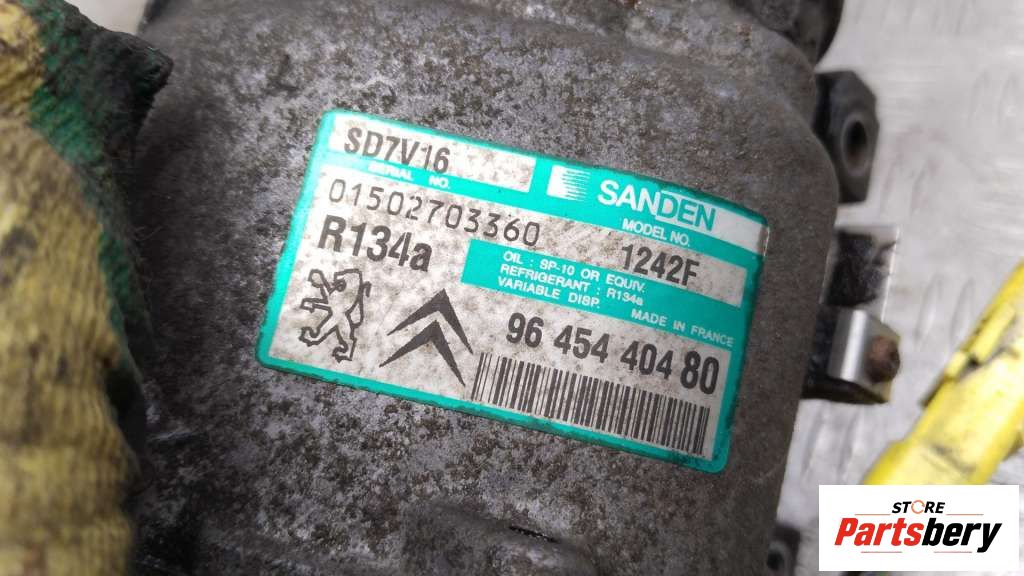 SD7V16
SANDEN
SERIAL NO.
MODEL NO.
01502703360
1242F
R134a
OIL : SP-10 OR EQUIV.
REFRIGERANT : R134a
VARIABLE DISP.
MADE IN FRANCE
96 454 404 80
STORE
Partsbery